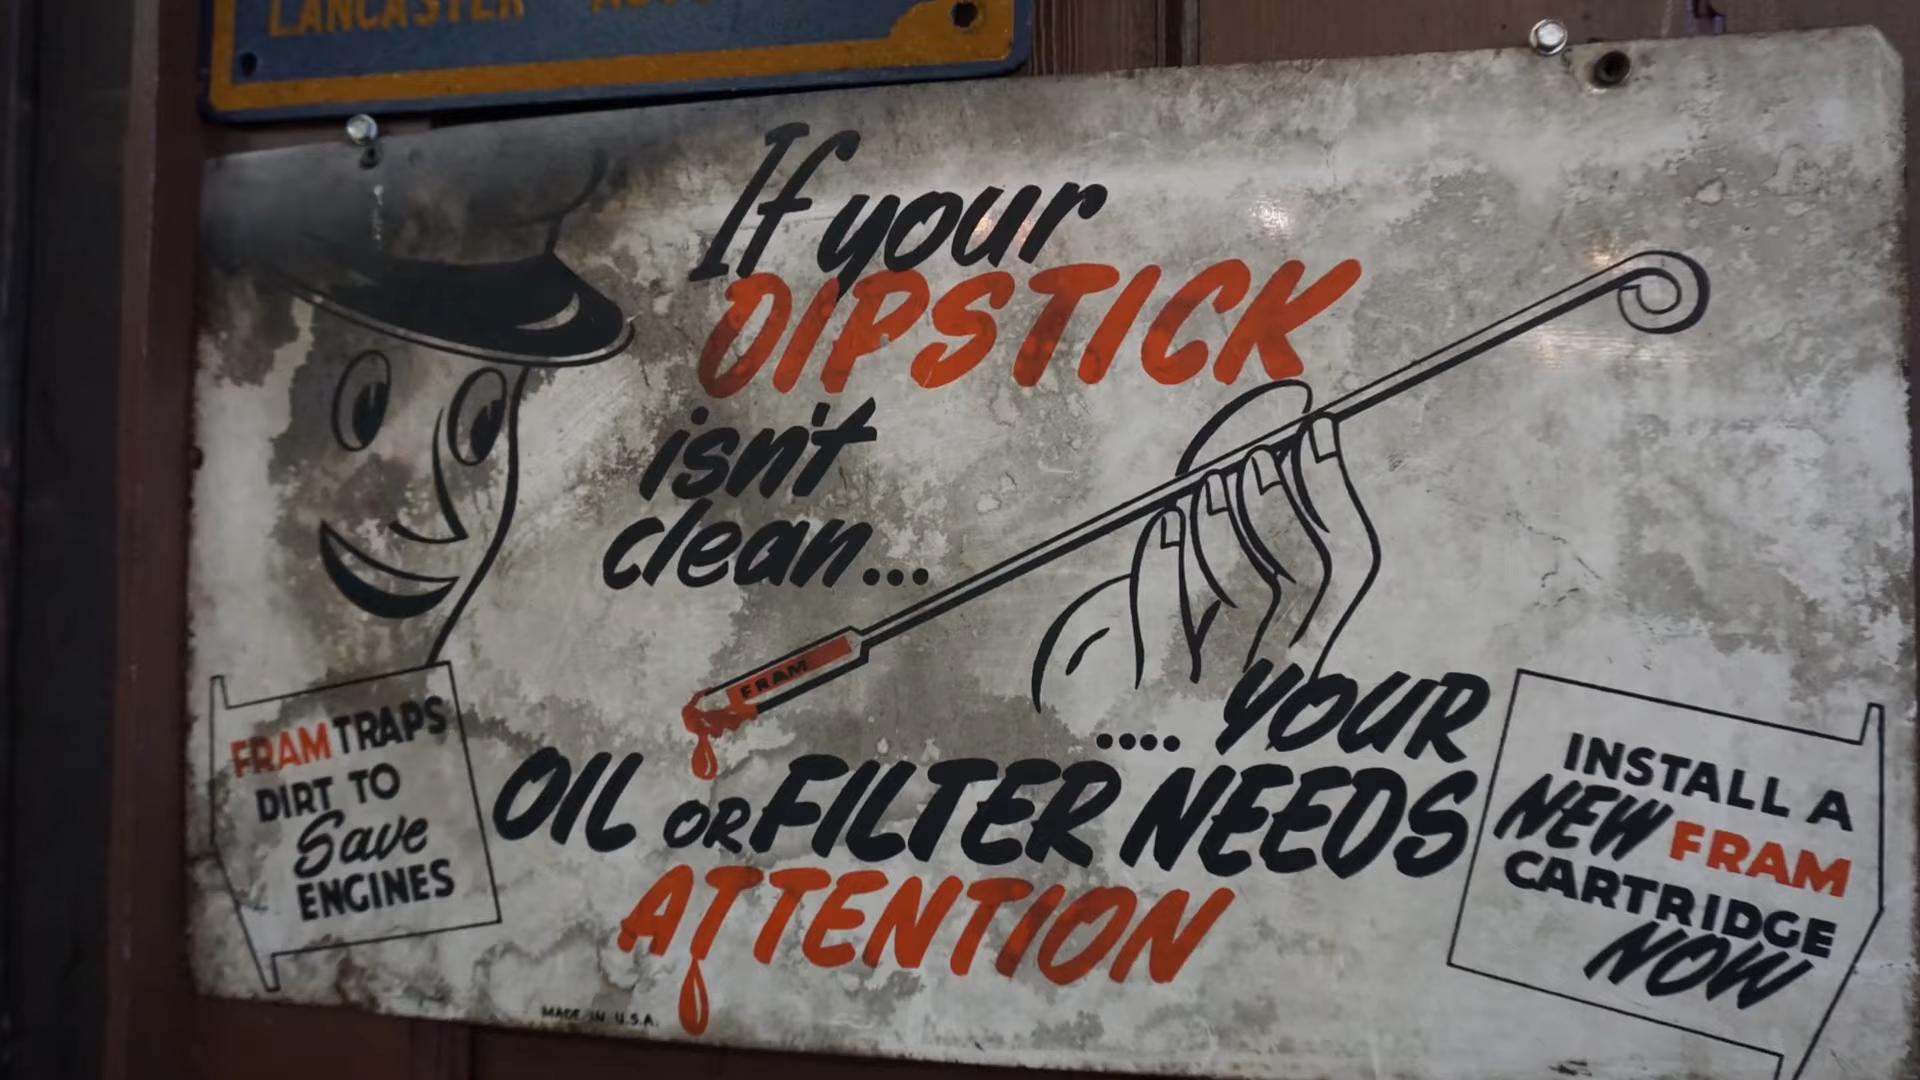 LANCASTER
If your
DIPSTICK
isn't
clean...
FRAM
.... YOUR
OIL OR FILTER NEEDS
ATTENTION
FRAM TRAPS
DIRT TO
Save
ENGINES
INSTALL A
NEW FRAM
CARTRIDGE
NOW
MADE IN U.S.A.